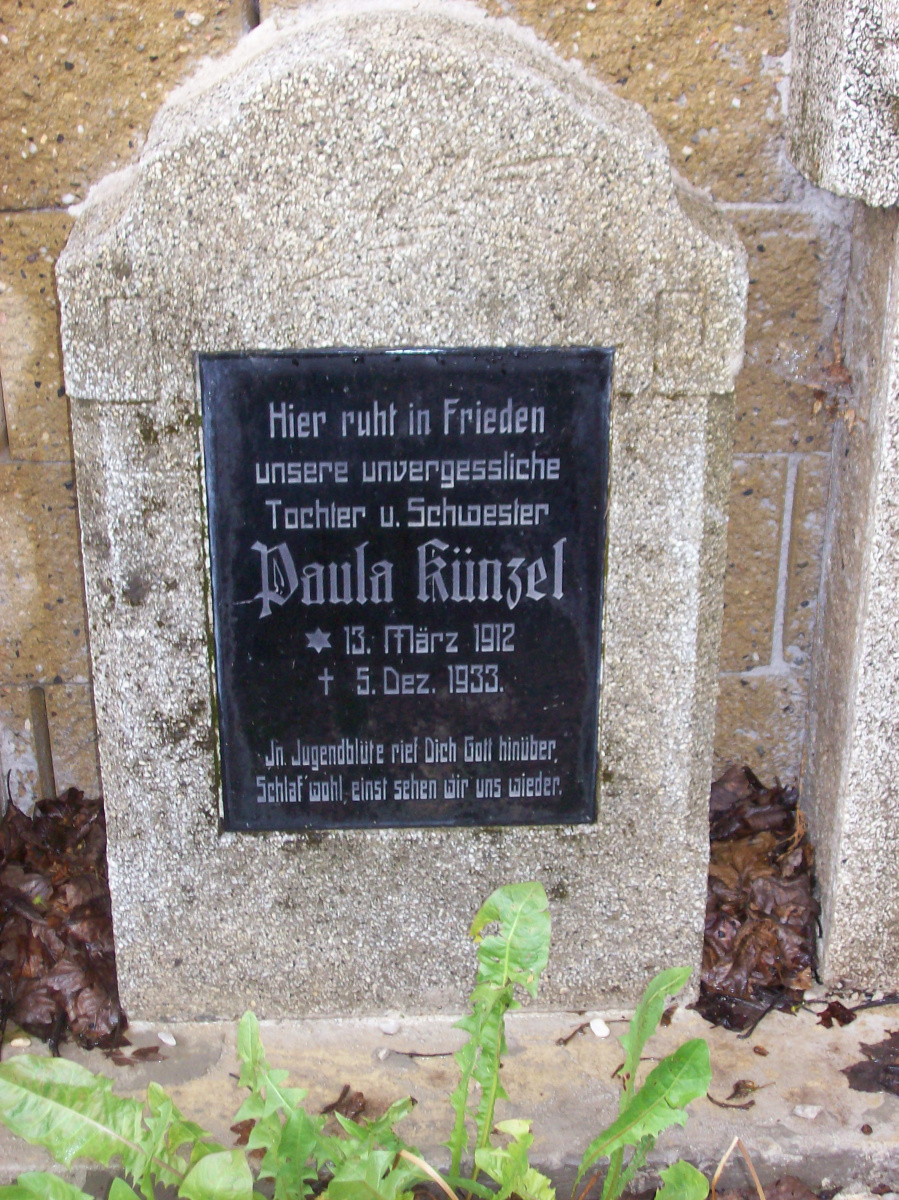 Hier ruht in Frieden
unsere unvergessliche
Tochter u. Schwester
Paula Künzel
✶ 13. März 1912
✝ 5. Dez. 1933.
Jn Jugendblüte rief Dich Gott hinüber,
Schlaf wohl, einst sehen wir uns wieder.